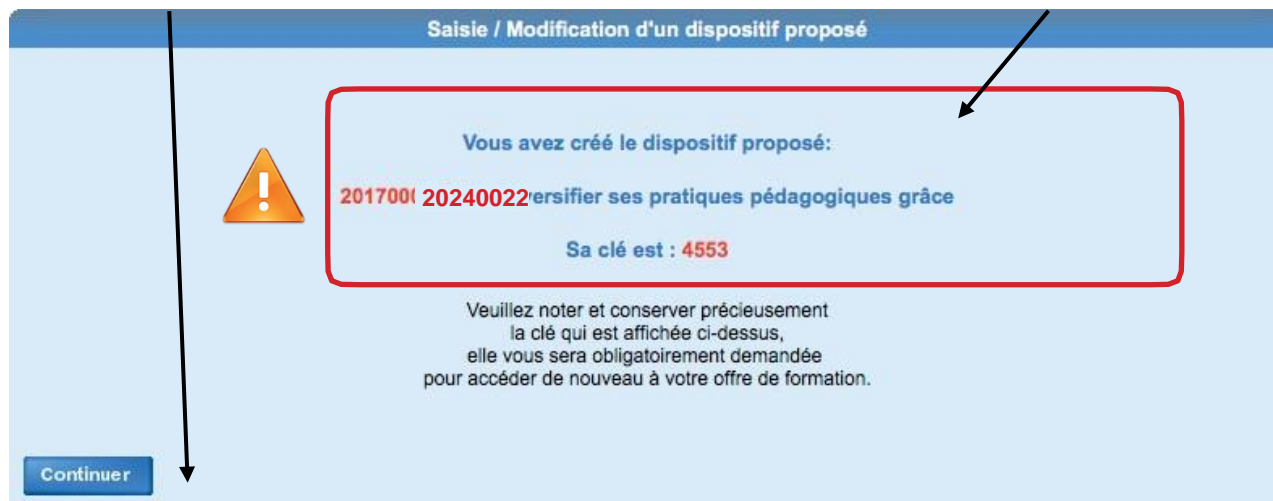 Saisie / Modification d'un dispositif proposé
Vous avez créé le dispositif proposé:
201700 20240022 versifier ses pratiques pédagogiques grâce
Sa clé est : 4553
Veuillez noter et conserver précieusement
la clé qui est affichée ci-dessus,
elle vous sera obligatoirement demandée
pour accéder de nouveau à votre offre de formation.
Continuer